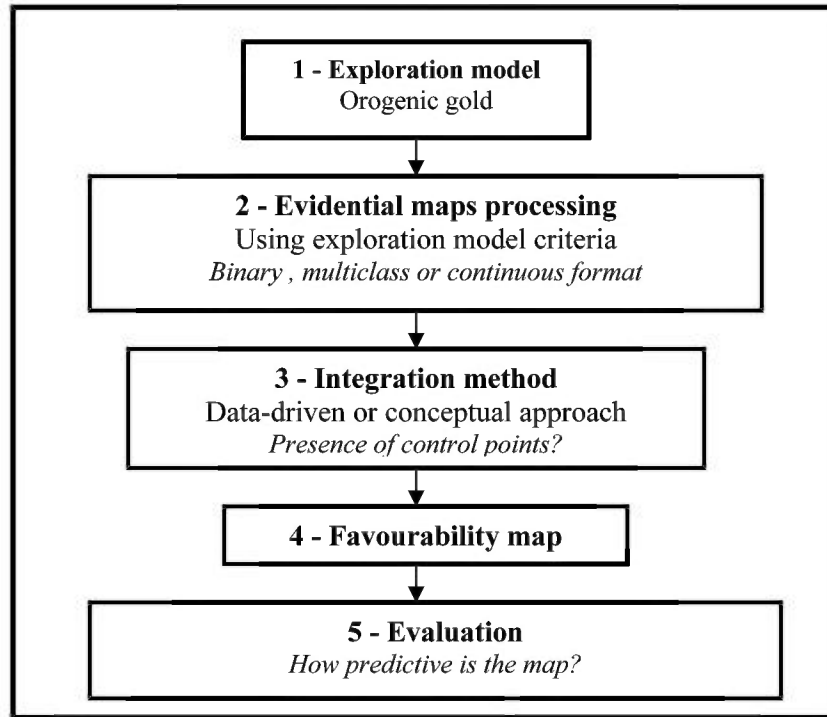 1 - Exploration model
Orogenic gold
2 - Evidential maps processing
Using exploration model criteria
Binary , multiclass or continuous format
3 - Integration method
Data-driven or conceptual approach
Presence of control points?
4 - Favourability map
5 - Evaluation
How predictive is the map?